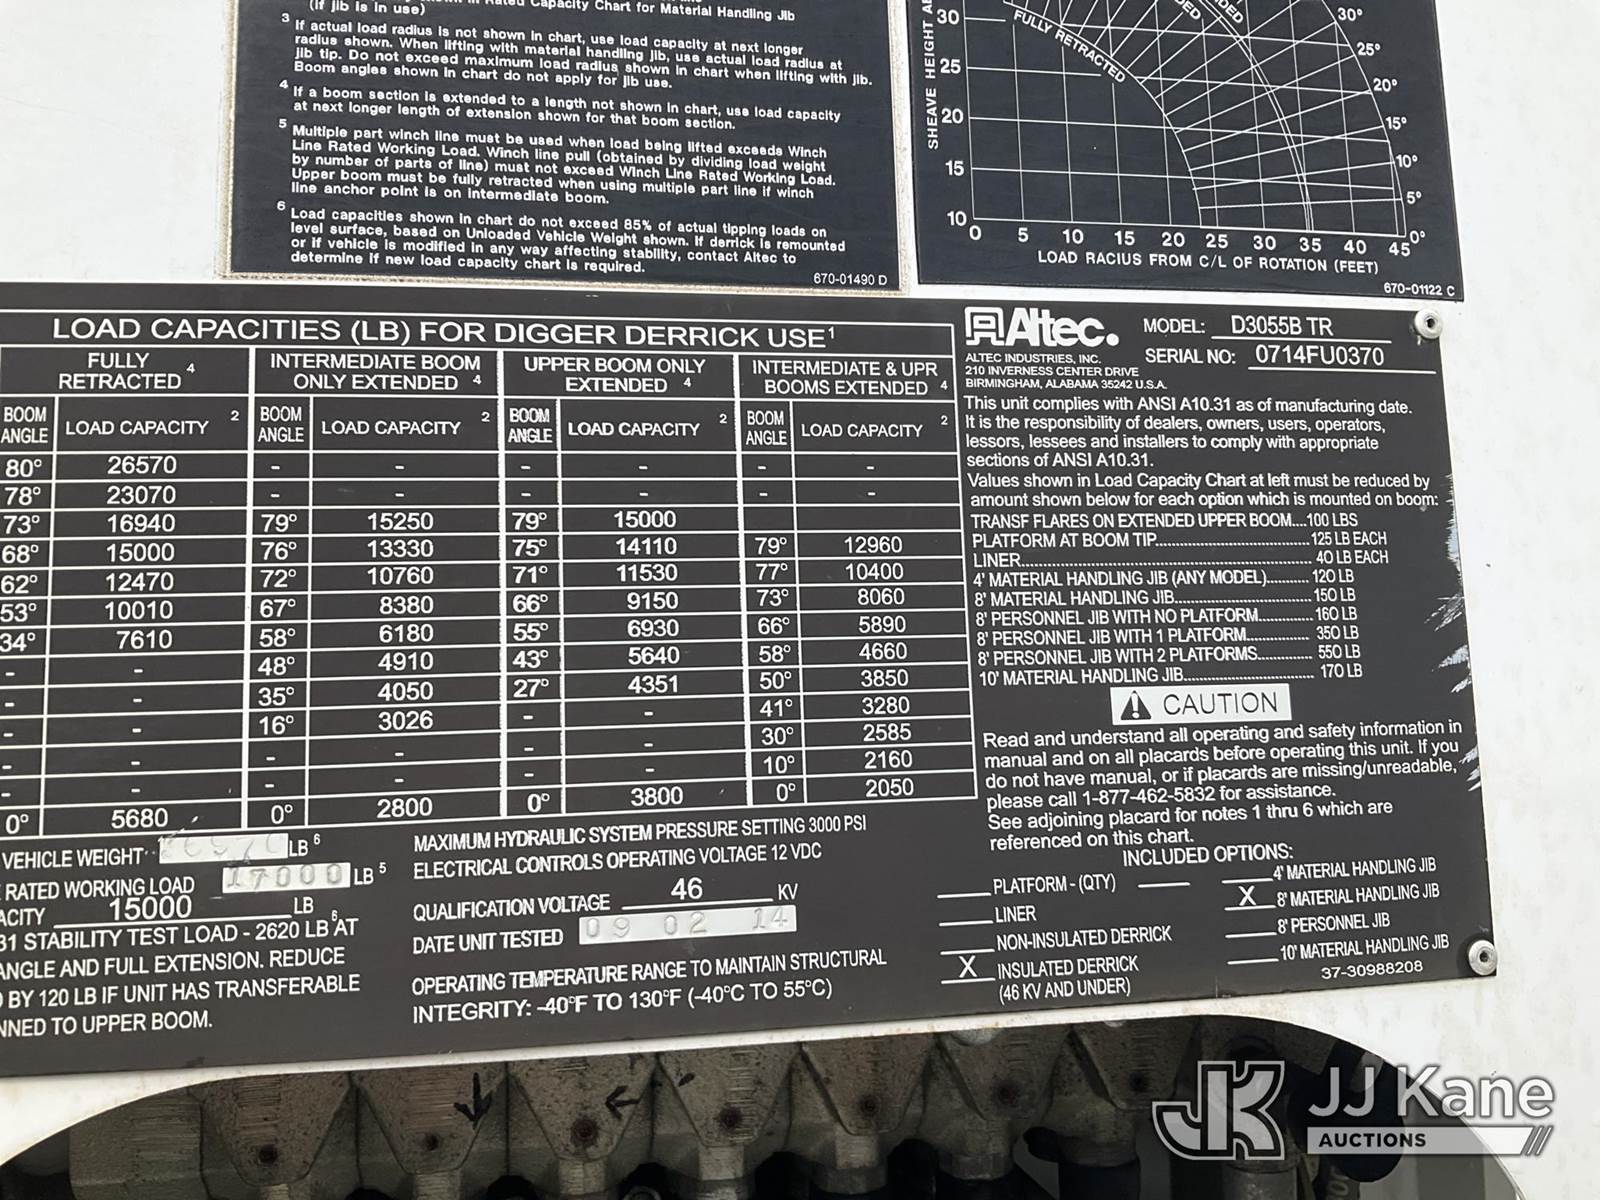 (if jib is in use)
Rated Capacity Chart for Material Handling Jib
3 If actual load radius is not shown in chart, use load capacity at next longer
radius shown. When lifting with material handling jib, use actual load radius at
jib tip. Do not exceed maximum load radius shown in chart when lifting with jib.
Boom angles shown in chart do not apply for jib use.
4 If a boom section is extended to a length not shown in chart, use load capacity
at next longer length of extension shown for that boom section.
5 Multiple part winch line must be used when load being lifted exceeds Winch
Line Rated Working Load. Winch line pull (obtained by dividing load weight
by number of parts of line) must not exceed Winch Line Rated Working Load.
Upper boom must be fully retracted when using multiple part line if winch
line anchor point is on intermediate boom.
6 Load capacities shown in chart do not exceed 85% of actual tipping loads on
level surface, based on Unloaded Vehicle Weight shown. If derrick is remounted
or if vehicle is modified in any way affecting stability, contact Altec to
determine if new load capacity chart is required.
670-01490 D
FULLY RETRACTED
SHEAVE HEIGHT
30
25
20
15
10
30°
25°
20°
15°
10°
5°
0°
0 5 10 15 20 25 30 35 40 45
LOAD RACIUS FROM C/L OF ROTATION (FEET)
670-01122 C
LOAD CAPACITIES (LB) FOR DIGGER DERRICK USE1
FULLY RETRACTED 4 INTERMEDIATE BOOM ONLY EXTENDED 4 UPPER BOOM ONLY EXTENDED 4 INTERMEDIATE & UPR BOOMS EXTENDED 4
BOOM ANGLE LOAD CAPACITY 2 BOOM ANGLE LOAD CAPACITY 2 BOOM ANGLE LOAD CAPACITY 2 BOOM ANGLE LOAD CAPACITY 2
80° 26570 - - - - - -
78° 23070 - - - - - -
73° 16940 79° 15250 79° 15000
68° 15000 76° 13330 75° 14110 79° 12960
62° 12470 72° 10760 71° 11530 77° 10400
53° 10010 67° 8380 66° 9150 73° 8060
34° 7610 58° 6180 55° 6930 66° 5890
- - 48° 4910 43° 5640 58° 4660
- - 35° 4050 27° 4351 50° 3850
- - 16° 3026 - - 41° 3280
- - - - - - 30° 2585
- - - - - - 10° 2160
0° 5680 0° 2800 0° 3800 0° 2050
VEHICLE WEIGHT LB 6
RATED WORKING LOAD 17000 LB 5
15000 LB 6
31 STABILITY TEST LOAD - 2620 LB AT
ANGLE AND FULL EXTENSION. REDUCE
BY 120 LB IF UNIT HAS TRANSFERABLE
TO UPPER BOOM.
MAXIMUM HYDRAULIC SYSTEM PRESSURE SETTING 3000 PSI
ELECTRICAL CONTROLS OPERATING VOLTAGE 12 VDC
QUALIFICATION VOLTAGE 46 KV
DATE UNIT TESTED 09 02 14
OPERATING TEMPERATURE RANGE TO MAINTAIN STRUCTURAL
INTEGRITY: -40°F TO 130°F (-40°C TO 55°C)
Altec.
ALTEC INDUSTRIES, INC.
210 INVERNESS CENTER DRIVE
BIRMINGHAM, ALABAMA 35242 U.S.A.
MODEL: D3055B TR
SERIAL NO: 0714FU0370
This unit complies with ANSI A10.31 as of manufacturing date.
It is the responsibility of dealers, owners, users, operators,
lessors, lessees and installers to comply with appropriate
sections of ANSI A10.31.
Values shown in Load Capacity Chart at left must be reduced by
amount shown below for each option which is mounted on boom:
TRANSF FLARES ON EXTENDED UPPER BOOM....100 LBS
PLATFORM AT BOOM TIP....125 LB EACH
LINER....40 LB EACH
4' MATERIAL HANDLING JIB (ANY MODEL)....120 LB
8' MATERIAL HANDLING JIB....150 LB
8' PERSONNEL JIB WITH NO PLATFORM....160 LB
8' PERSONNEL JIB WITH 1 PLATFORM....350 LB
8' PERSONNEL JIB WITH 2 PLATFORMS....550 LB
10' MATERIAL HANDLING JIB....170 LB
CAUTION
Read and understand all operating and safety information in
manual and on all placards before operating this unit. If you
do not have manual, or if placards are missing/unreadable,
please call 1-877-462-5832 for assistance.
See adjoining placard for notes 1 thru 6 which are
referenced on this chart.
INCLUDED OPTIONS:
PLATFORM - (QTY)
LINER
NON-INSULATED DERRICK
X INSULATED DERRICK
(46 KV AND UNDER)
4' MATERIAL HANDLING JIB
X 8' MATERIAL HANDLING JIB
8' PERSONNEL JIB
10' MATERIAL HANDLING JIB
37-30988208
JJ Kane
AUCTIONS